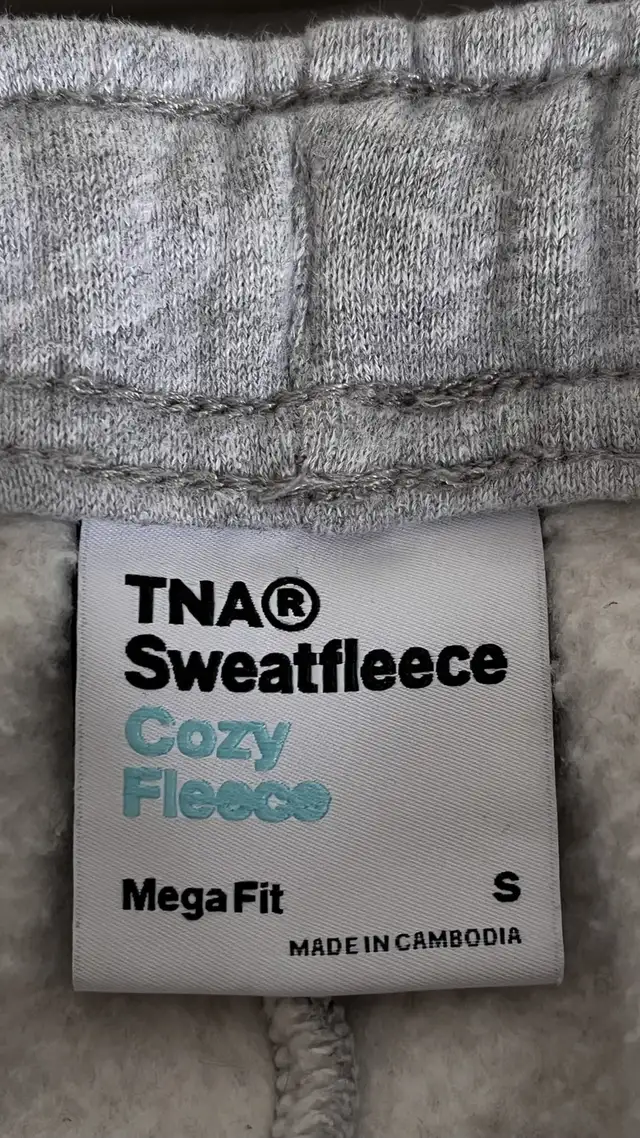 TNA®
Sweatfleece
Cozy
Fleece
Mega Fit S
MADE IN CAMBODIA